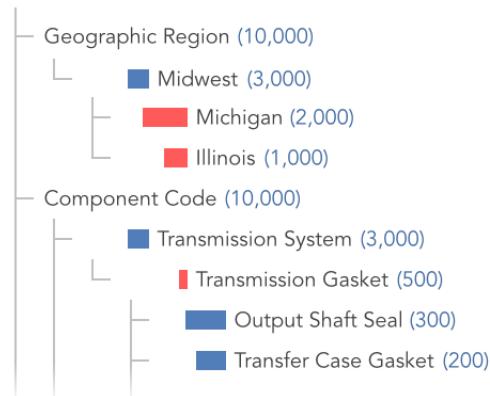 Geographic Region (10,000)
Midwest (3,000)
Michigan (2,000)
Illinois (1,000)
Component Code (10,000)
Transmission System (3,000)
Transmission Gasket (500)
Output Shaft Seal (300)
Transfer Case Gasket (200)